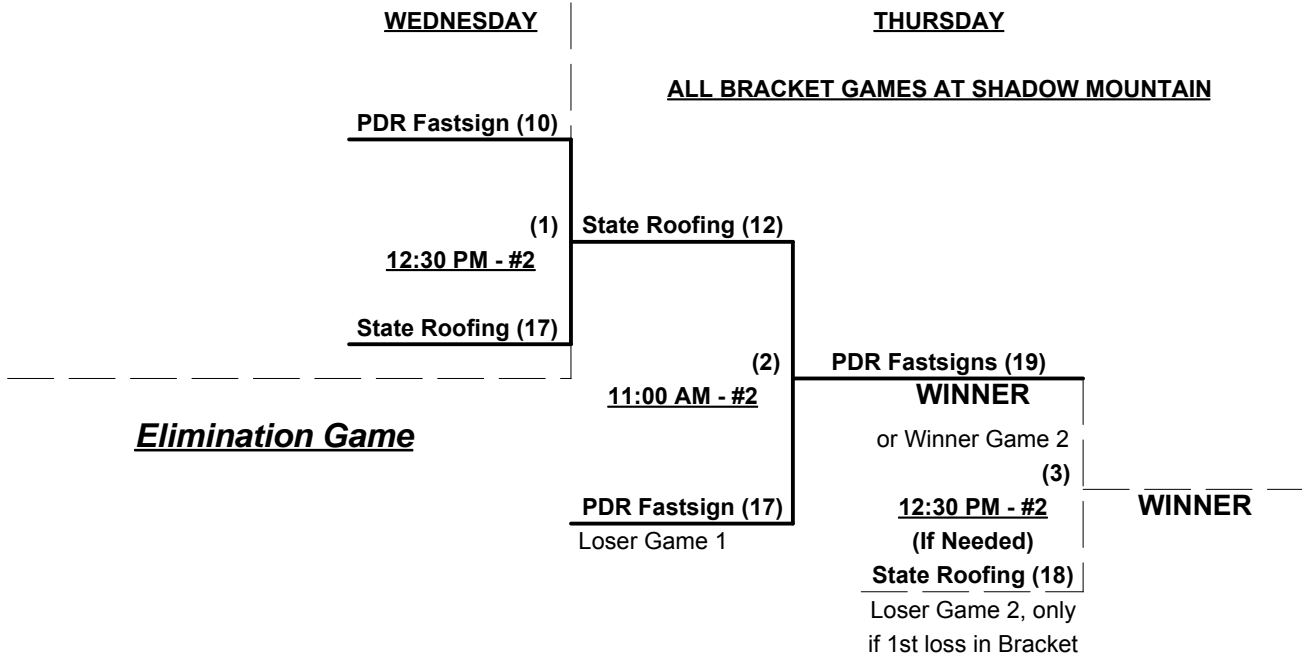 WEDNESDAY
THURSDAY
ALL BRACKET GAMES AT SHADOW MOUNTAIN
PDR Fastsign (10)
(1)
State Roofing (12)
12:30 PM - #2
State Roofing (17)
(2)
PDR Fastsigns (19)
11:00 AM - #2
WINNER
Elimination Game
or Winner Game 2
(3)
PDR Fastsign (17)
12:30 PM - #2
WINNER
Loser Game 1
(If Needed)
State Roofing (18)
Loser Game 2, only
if 1st loss in Bracket